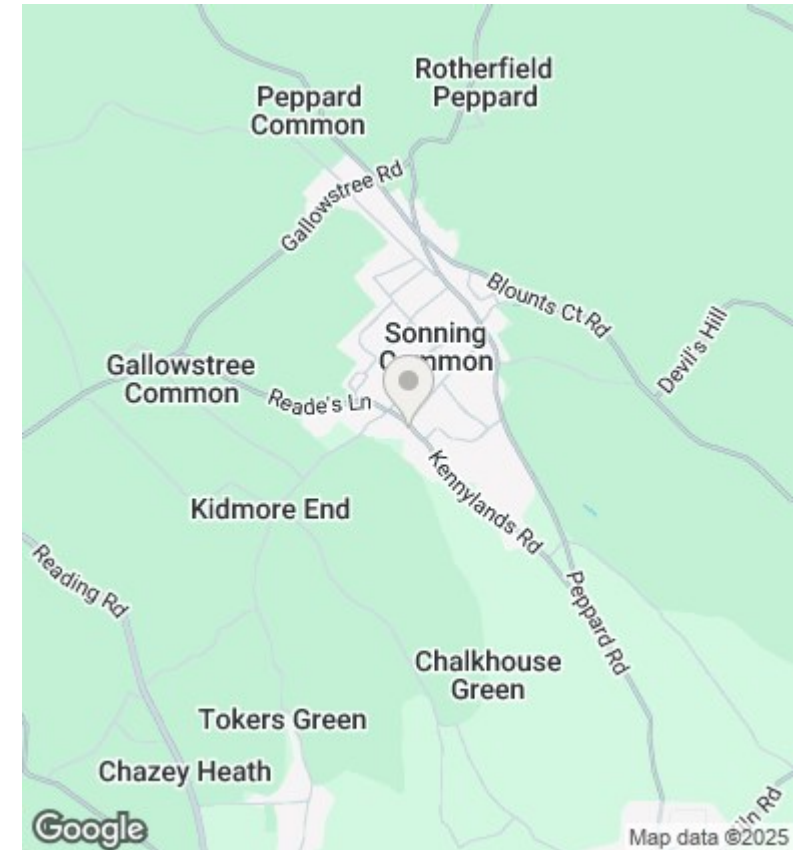 Rotherfield
Peppard
Peppard
Common
Gallowstree Rd
Blounts Ct Rd
Devil's Hill
Sonning
Common
Gallowstree
Common
Reade's Ln
Kidmore End
Kennylands Rd
Reading Rd
Peppard Rd
Chalkhouse
Green
Tokers Green
Chazey Heath
Rd
Google
Map data ©2025